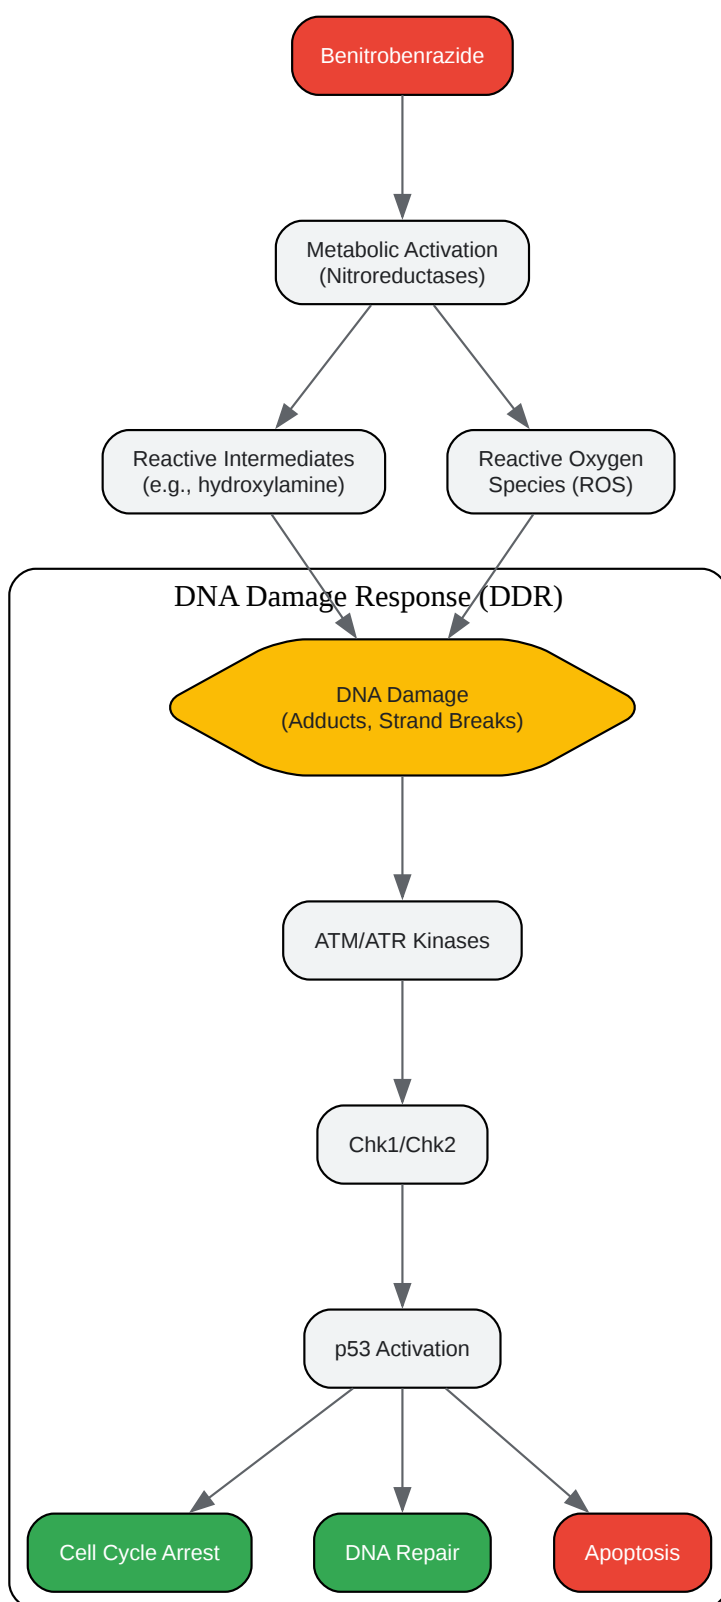 Benitrobenrazide
Metabolic Activation
(Nitroreductases)
Reactive Intermediates
(e.g., hydroxylamine)
Reactive Oxygen
Species (ROS)
DNA Damage Response (DDR)
DNA Damage
(Adducts, Strand Breaks)
ATM/ATR Kinases
Chk1/Chk2
p53 Activation
Cell Cycle Arrest
DNA Repair
Apoptosis